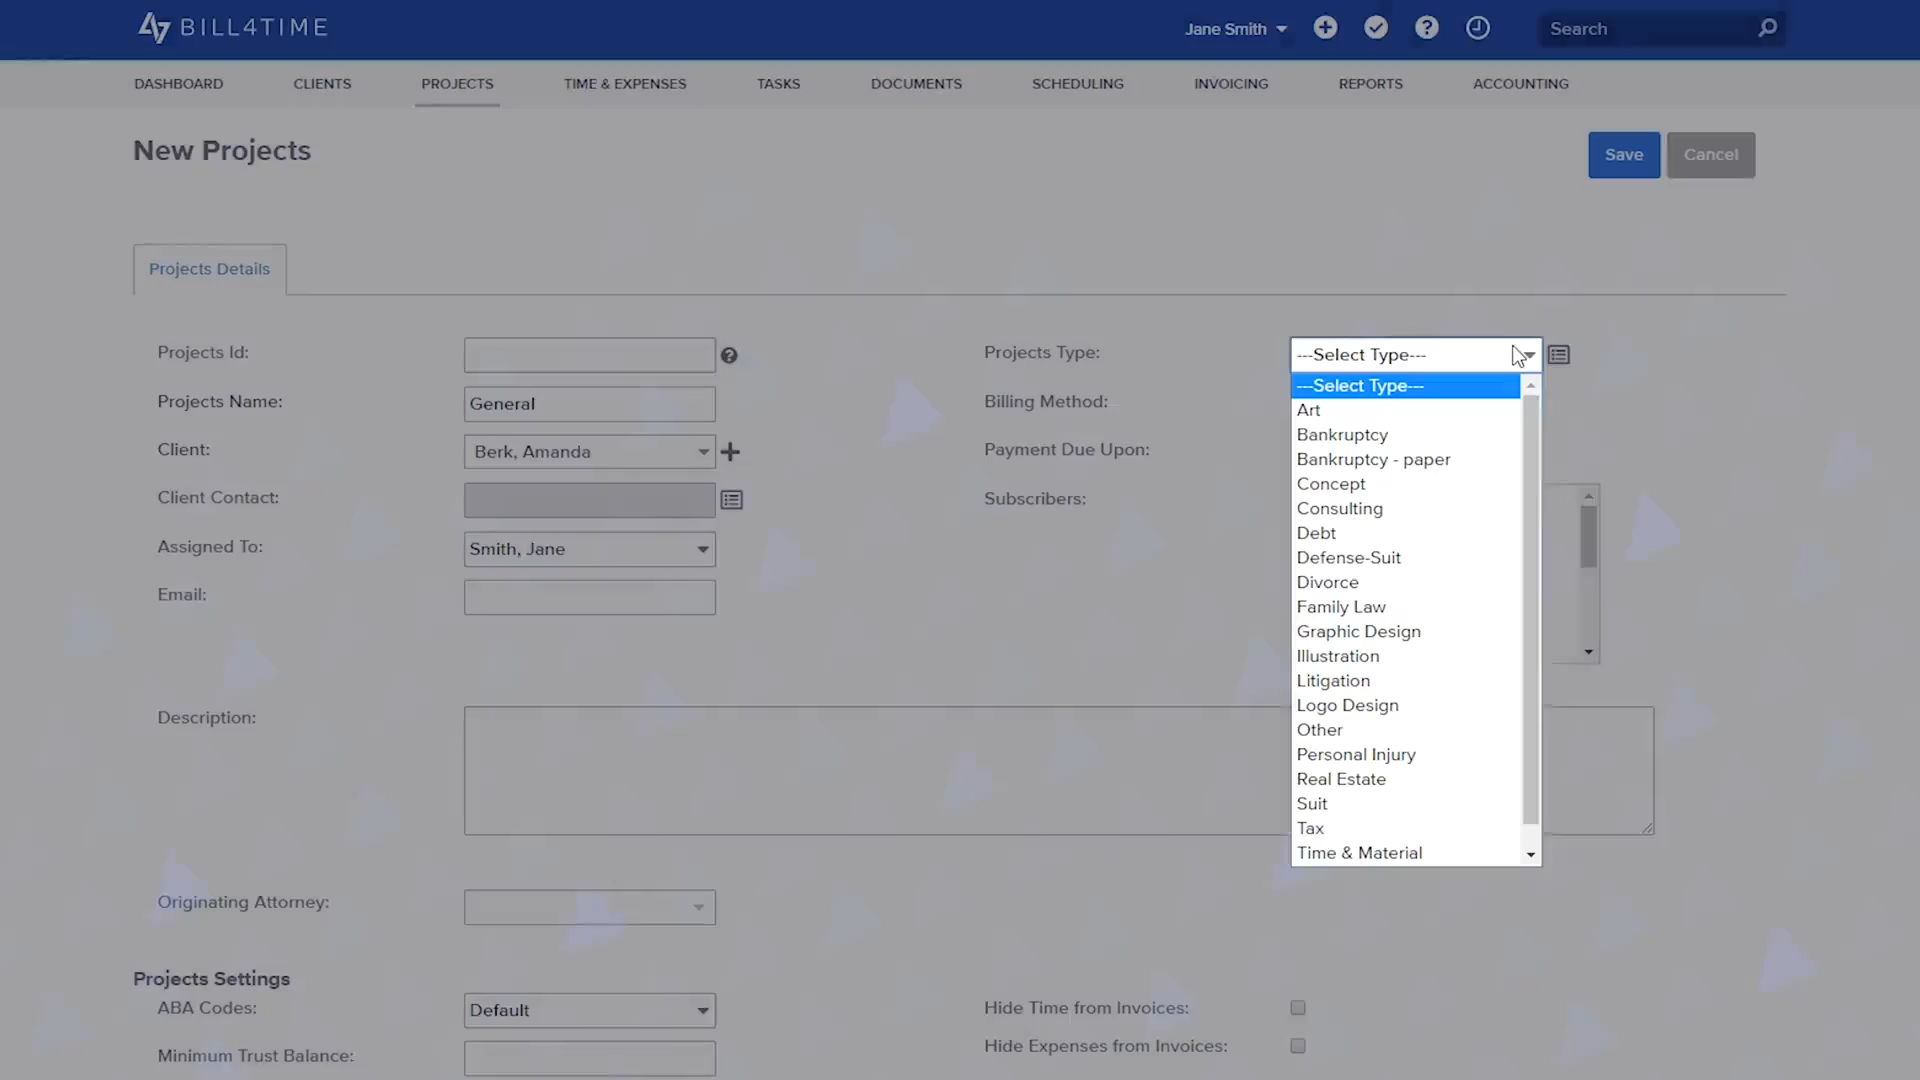 BILL4TIME
Jane Smith
Search
DASHBOARD
CLIENTS
PROJECTS
TIME & EXPENSES
TASKS
DOCUMENTS
SCHEDULING
INVOICING
REPORTS
ACCOUNTING
New Projects
Save
Cancel
Projects Details
Projects Id:
Projects Name:
General
Client:
Berk, Amanda
Client Contact:
Assigned To:
Smith, Jane
Email:
Projects Type:
---Select Type---
Billing Method:
Payment Due Upon:
Subscribers:
---Select Type---
Art
Bankruptcy
Bankruptcy - paper
Concept
Consulting
Debt
Defense-Suit
Divorce
Family Law
Graphic Design
Illustration
Litigation
Logo Design
Other
Personal Injury
Real Estate
Suit
Tax
Time & Material
Description:
Originating Attorney:
Projects Settings
ABA Codes:
Default
Minimum Trust Balance:
Hide Time from Invoices:
Hide Expenses from Invoices: